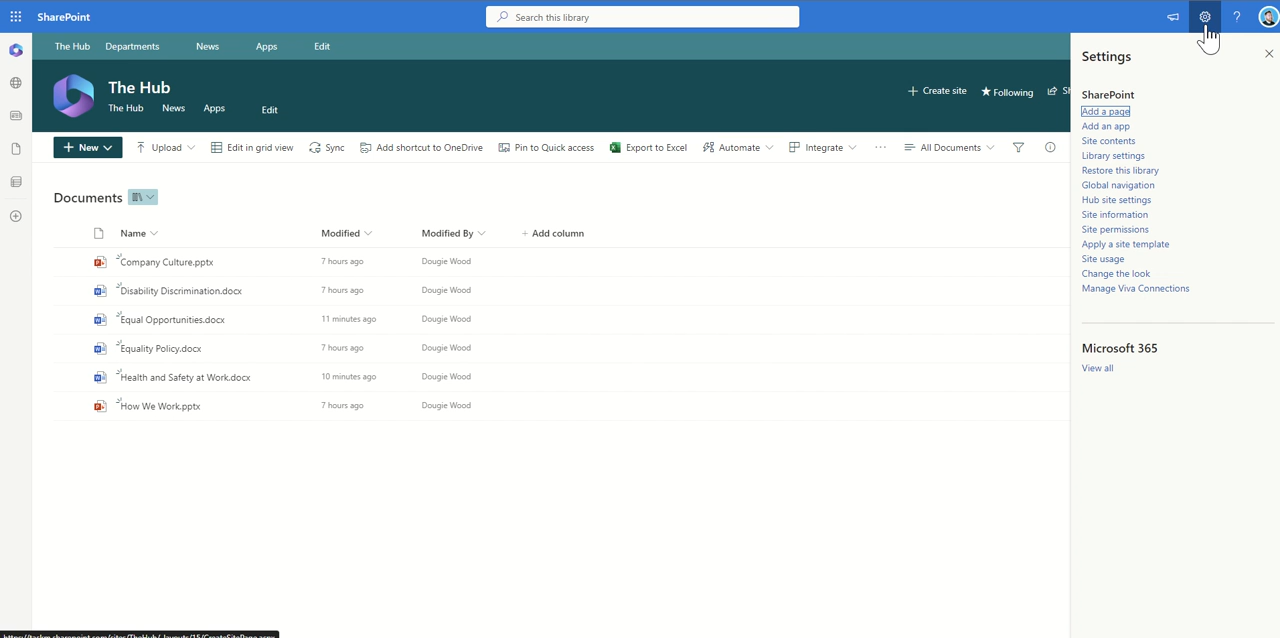 SharePoint
Search this library
?
The Hub Departments News Apps Edit
The Hub
The Hub News Apps Edit
Create site Following
New Upload Edit in grid view Sync Add shortcut to OneDrive Pin to Quick access Export to Excel Automate Integrate ... All Documents
Documents
Name Modified Modified By + Add column
Company Culture.pptx 7 hours ago Dougie Wood
Disability Discrimination.docx 7 hours ago Dougie Wood
Equal Opportunities.docx 11 minutes ago Dougie Wood
Equality Policy.docx 7 hours ago Dougie Wood
Health and Safety at Work.docx 10 minutes ago Dougie Wood
How We Work.pptx 7 hours ago Dougie Wood
Settings
SharePoint
Add a page
Add an app
Site contents
Library settings
Restore this library
Global navigation
Hub site settings
Site information
Site permissions
Apply a site template
Site usage
Change the look
Manage Viva Connections
Microsoft 365
View all